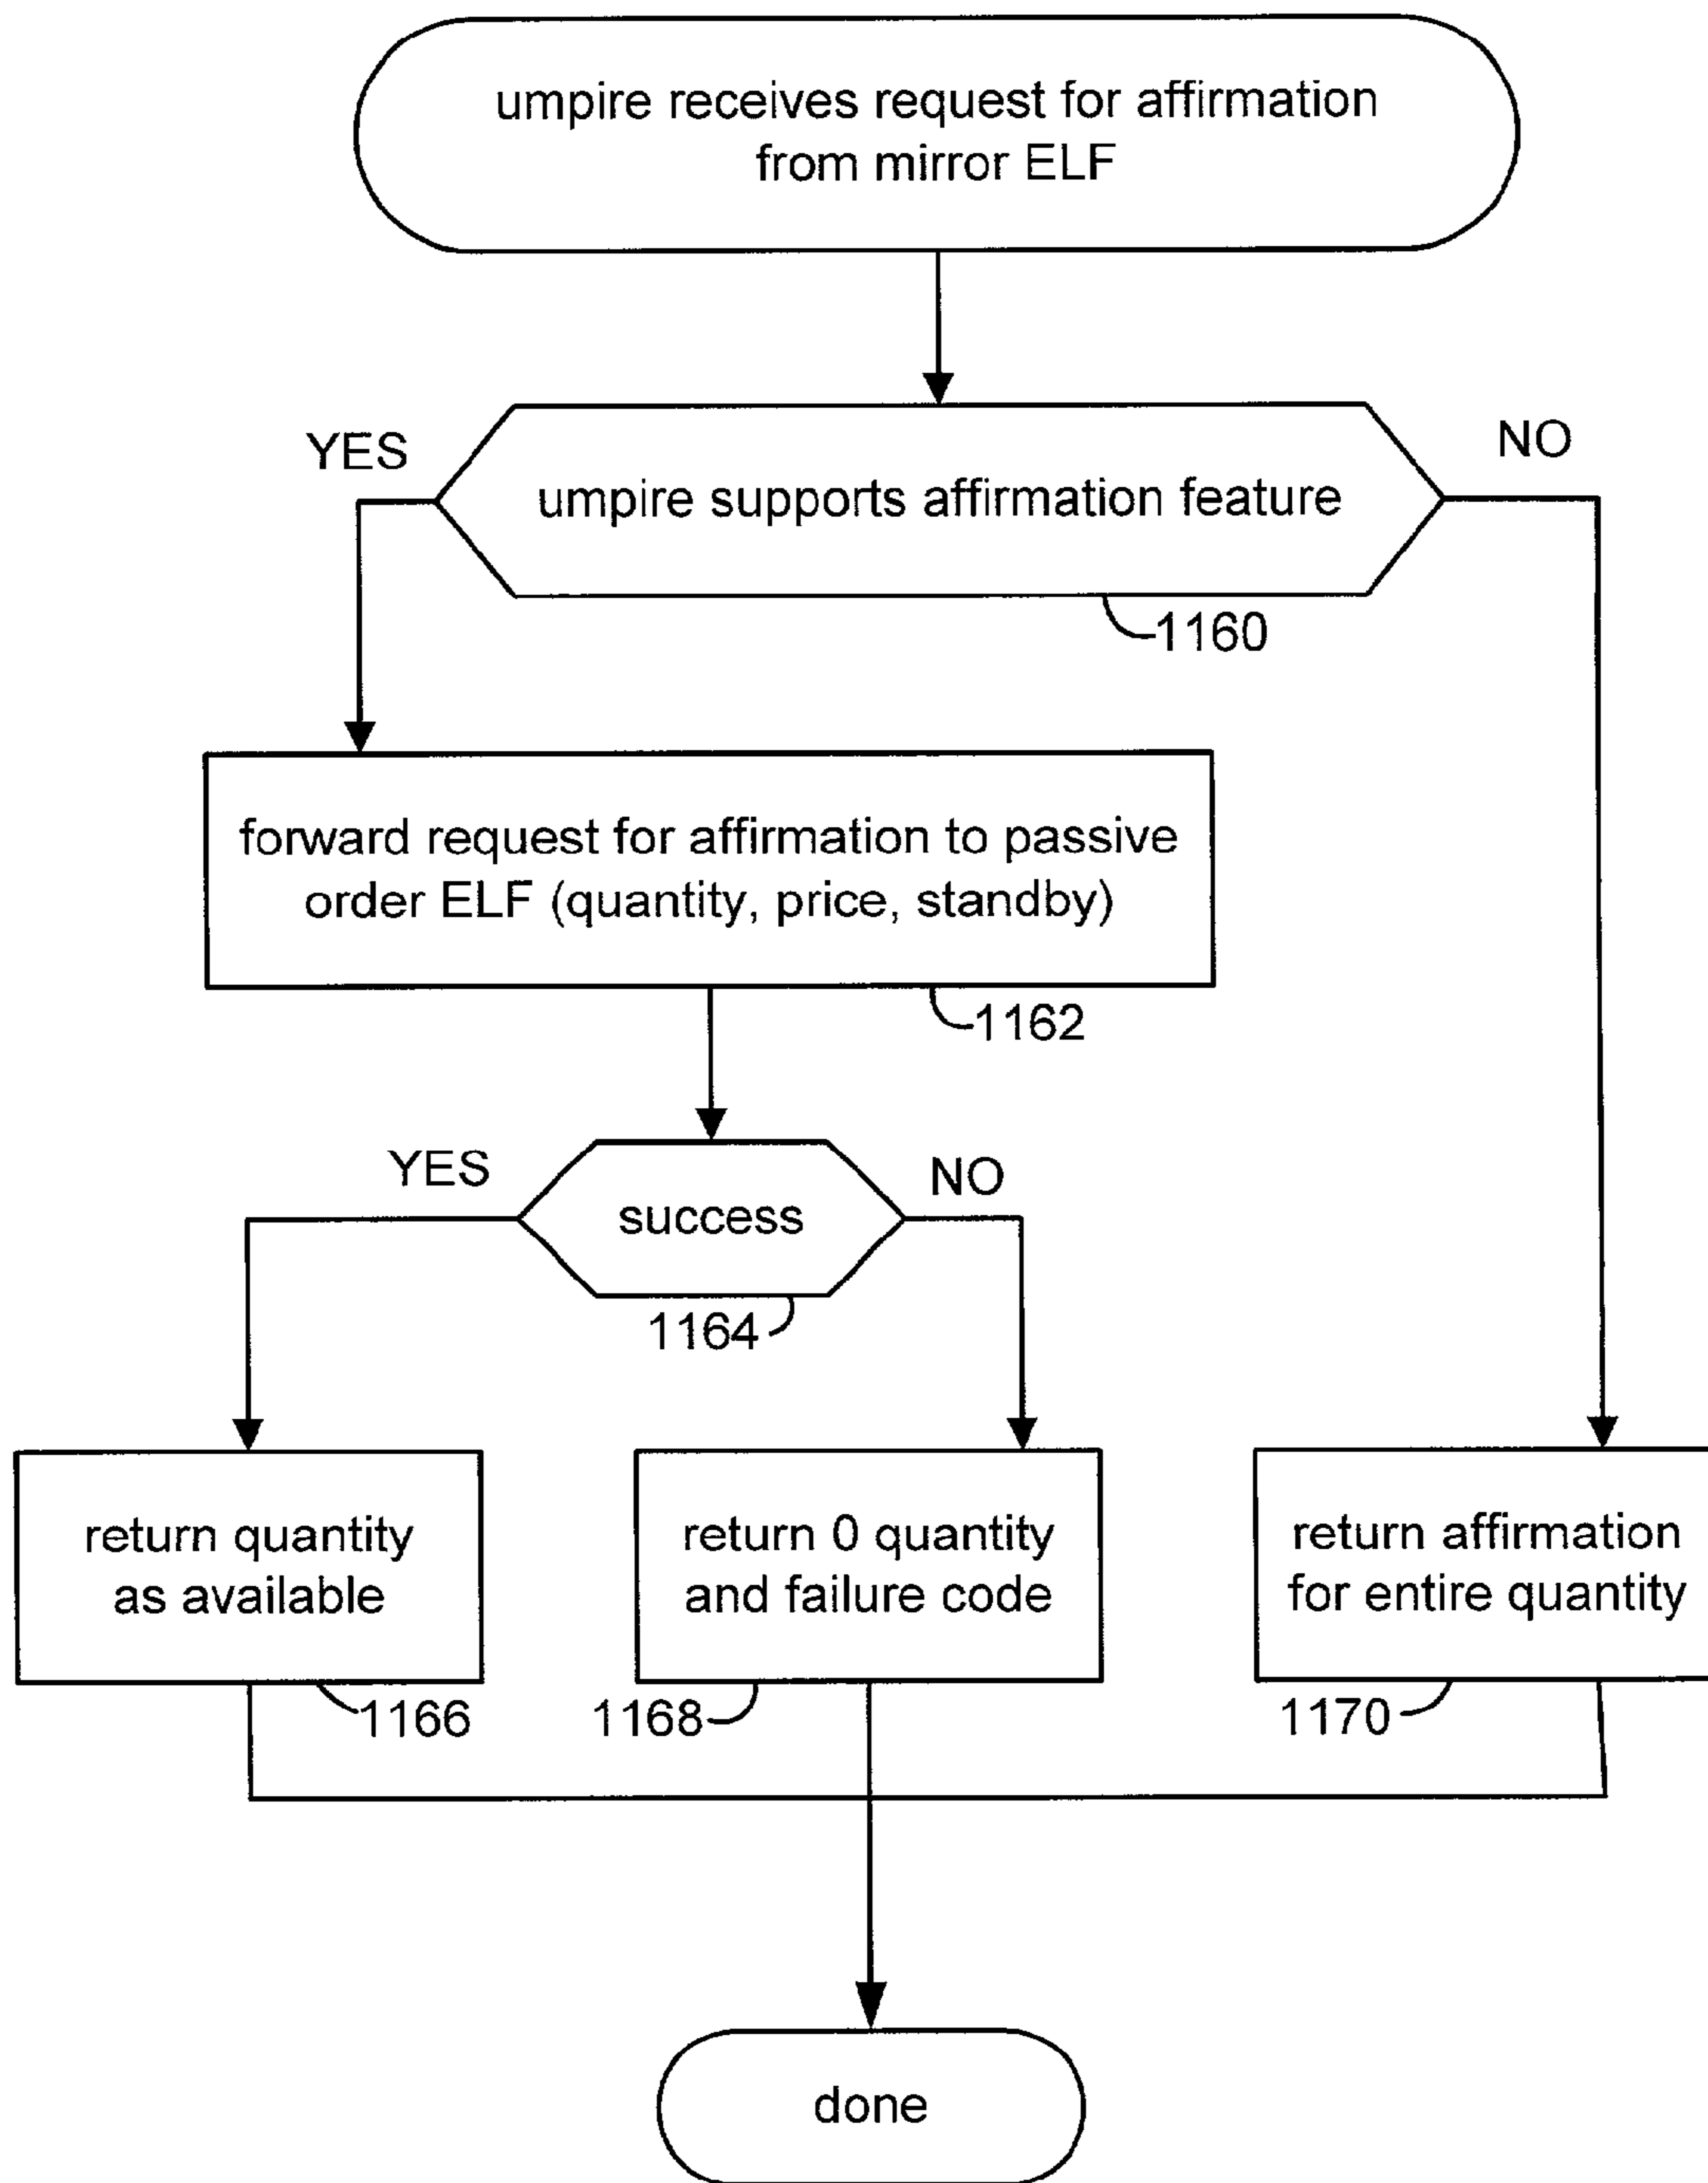 umpire receives request for affirmation
from mirror ELF
YES
NO
umpire supports affirmation feature
1160
forward request for affirmation to passive
order ELF (quantity, price, standby)
1162
YES
NO
success
1164
return quantity
as available
1166
return 0 quantity
and failure code
1168
return affirmation
for entire quantity
1170
done